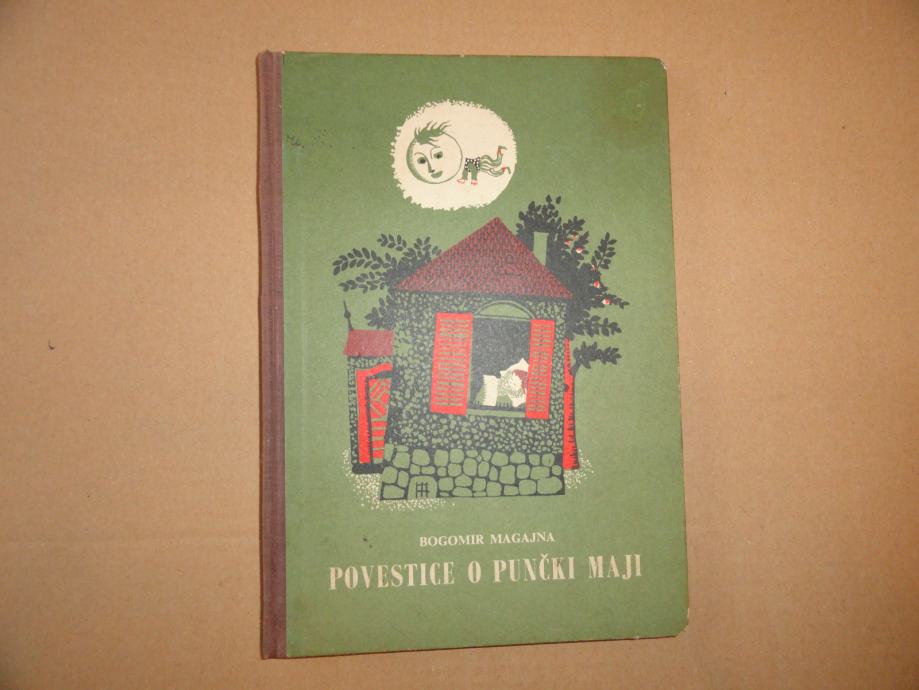 BOGOMIR MAGAJNA
POVESTICE O PUNČKI MAJI